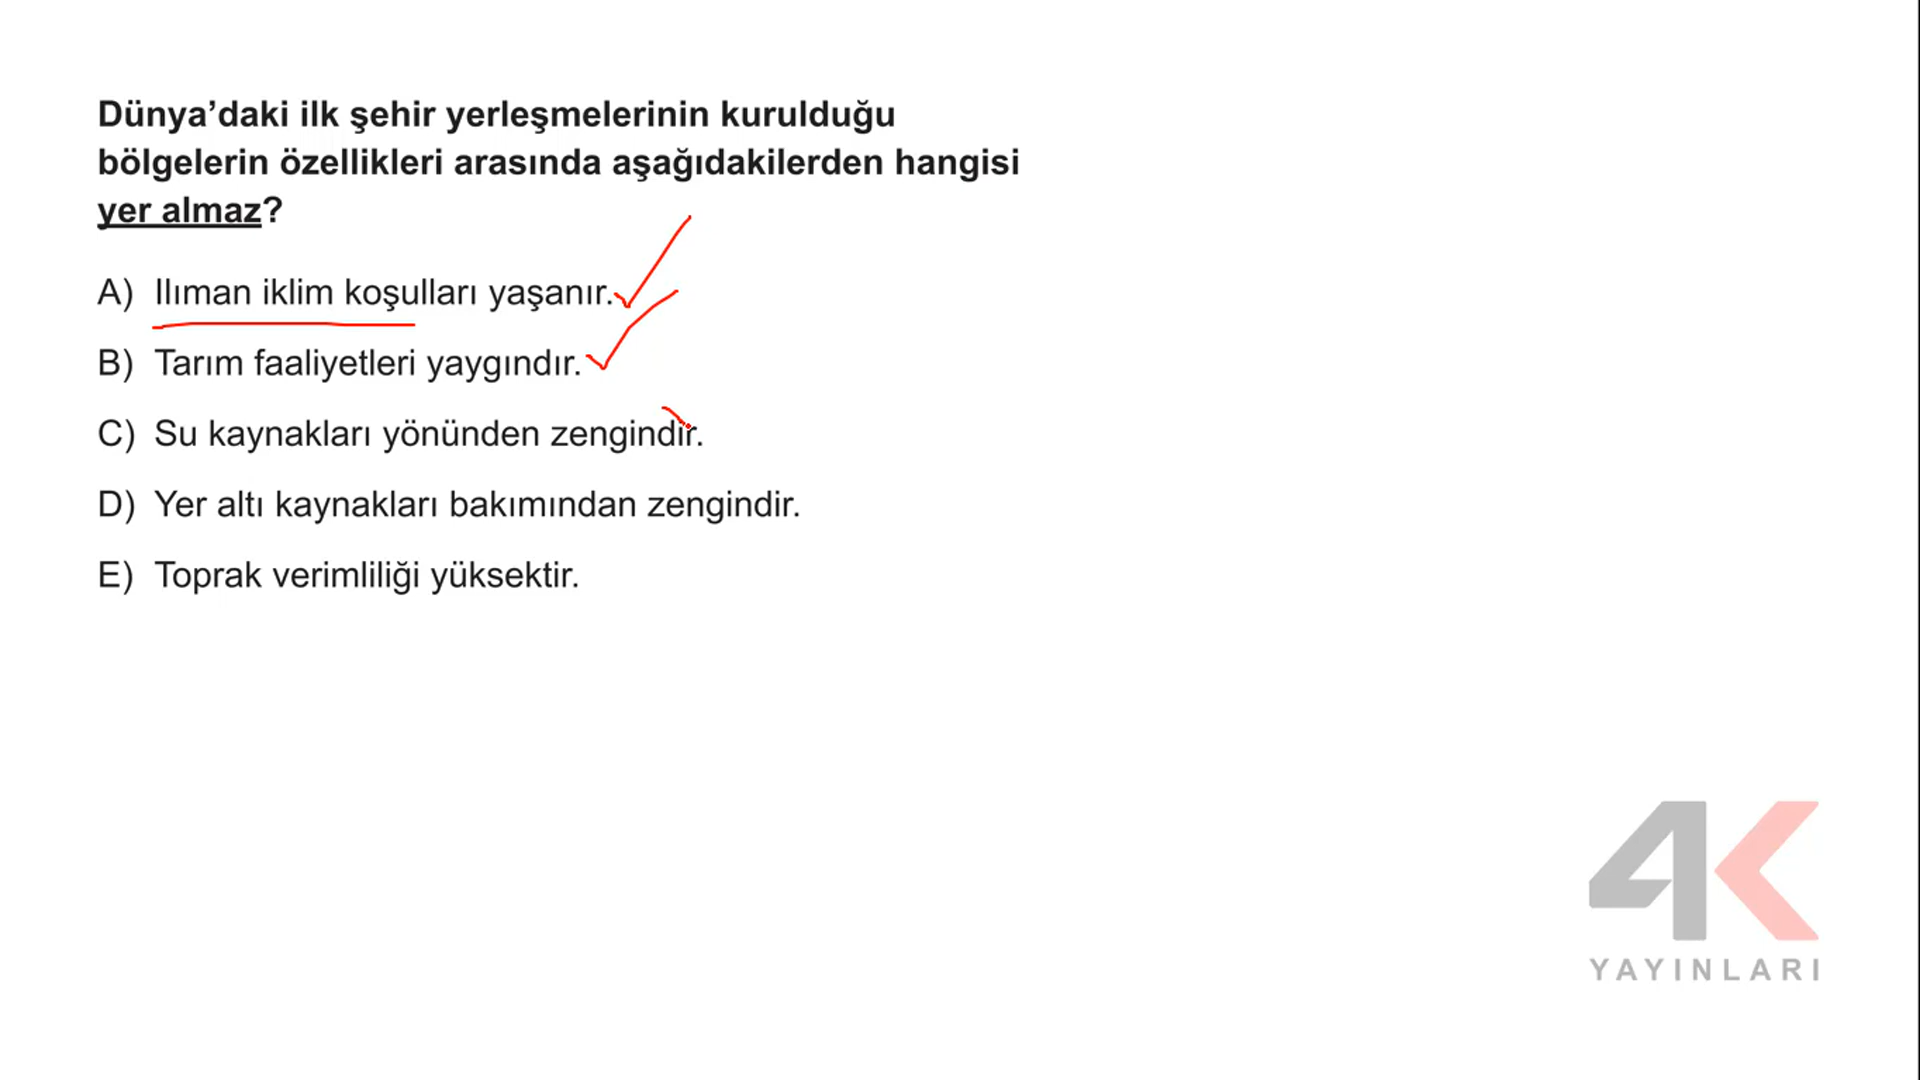 Dünya’daki ilk şehir yerleşmelerinin kurulduğu
bölgelerin özellikleri arasında aşağıdakilerden hangisi
yer almaz?
A) Ilıman iklim koşulları yaşanır.
B) Tarım faaliyetleri yaygındır.
C) Su kaynakları yönünden zengindir.
D) Yer altı kaynakları bakımından zengindir.
E) Toprak verimliliği yüksektir.
4K
YAYINLARI